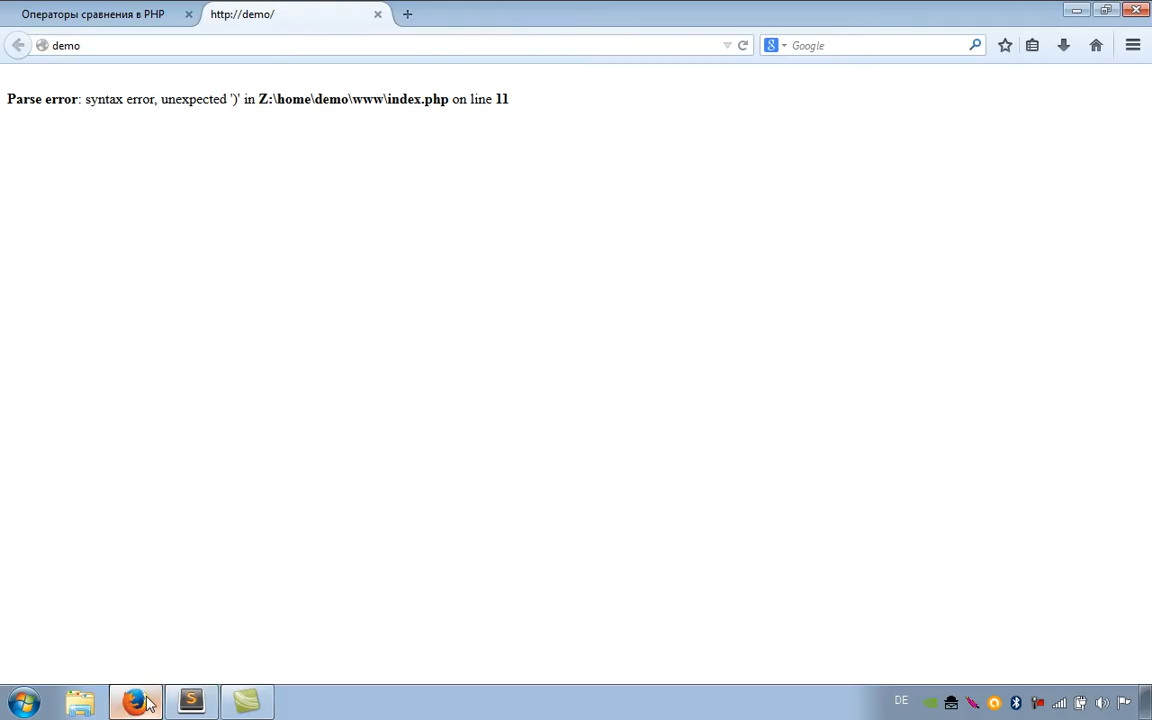 Операторы сравнения в PHP
http://demo/
demo
Google
Parse error: syntax error, unexpected ')' in Z:\home\demo\www\index.php on line 11
DE